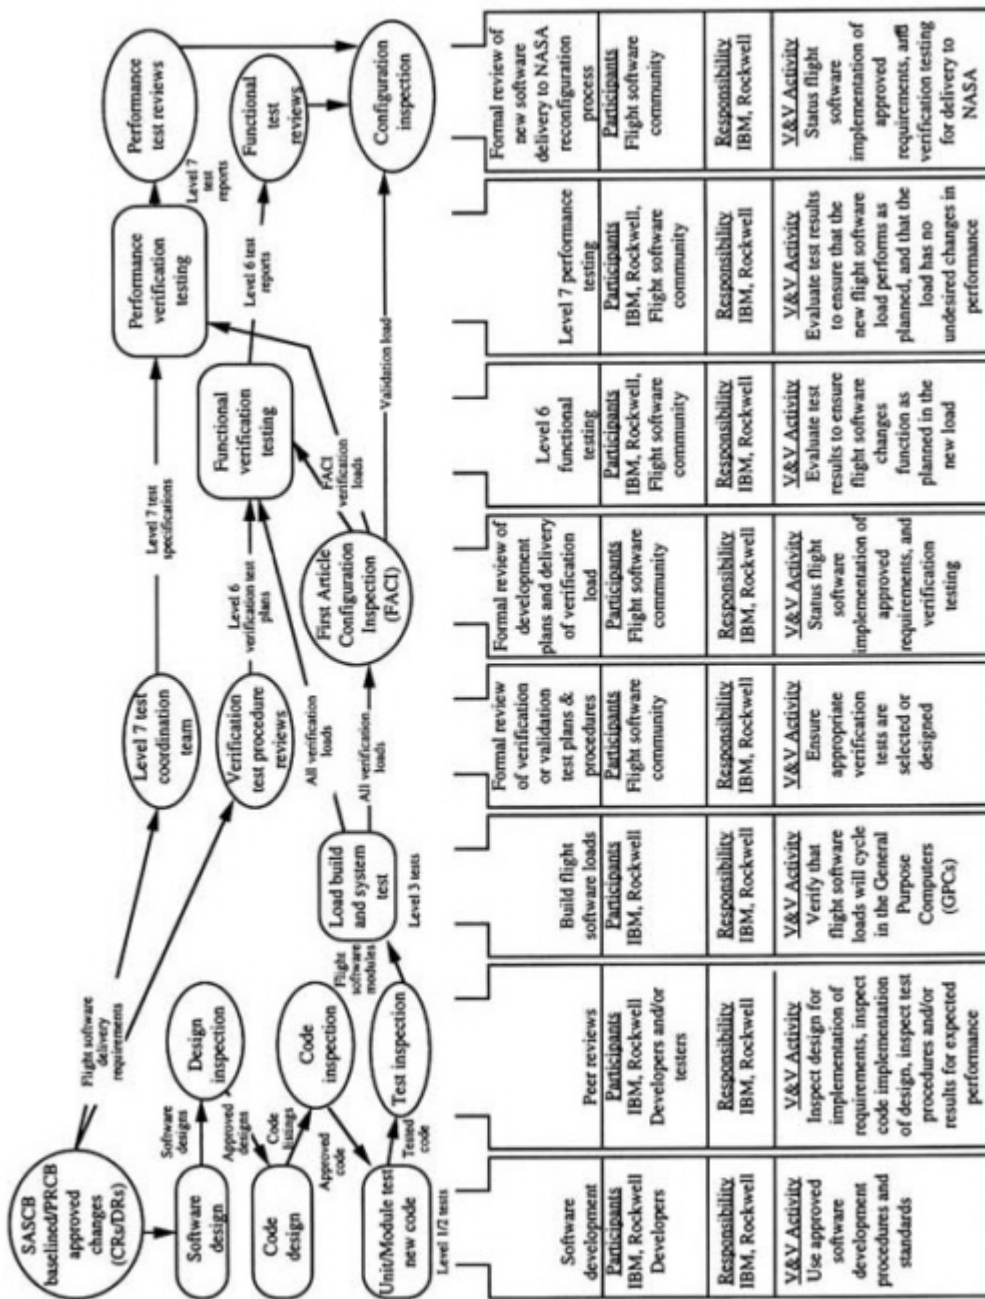 SASCB
baselined/PRCB
approved
changes
(CRs/DRs)
Flight software
delivery
requirements
Software
design
Software
designs
Design
inspection
Approved
designs
Code
design
Code
listings
Code
inspection
Approved
code
Unit/Module test
new code
Level 1/2 tests
Tested
code
Test inspection
Flight
software
modules
Load build
and system
test
Level 3 tests
All verification
loads
All verification
loads
Level 7 test
coordination
team
Verification
test procedure
reviews
Level 7 test
specifications
Level 6
verification test
plans
First Article
Configuration
Inspection
(FACI)
FACI
verification
loads
Validation load
Functional
verification
testing
Performance
verification
testing
Level 6 test
reports
Level 7
test
reports
Performance
test reviews
Functional
test
reviews
Configuration
inspection
Software
development
Participants
IBM, Rockwell
Developers
Responsibility
IBM, Rockwell
V&V Activity
Use approved
software
development
procedures and
standards
Peer reviews
Participants
IBM, Rockwell
Developers and/or
testers
Responsibility
IBM, Rockwell
V&V Activity
Inspect design for
implementation of
requirements, inspect
code implementation
of design, inspect test
procedures and/or
results for expected
performance
Build flight
software loads
Participants
IBM, Rockwell
Responsibility
IBM, Rockwell
V&V Activity
Verify that
flight software
loads will cycle
in the General
Purpose
Computers
(GPCs)
Formal review
of verification
or validation
test plans &
procedures
Participants
Flight software
community
Responsibility
IBM, Rockwell
V&V Activity
Ensure
appropriate
verification
tests are
selected or
designed
Formal review of
development
plans and delivery
of verification
load
Participants
Flight software
community
Responsibility
IBM, Rockwell
V&V Activity
Status flight
software
implementation of
approved
requirements, and
verification
testing
Level 6
functional
testing
Participants
IBM, Rockwell,
Flight software
community
Responsibility
IBM, Rockwell
V&V Activity
Evaluate test
results to ensure
flight software
changes
function as
planned in the
new load
Level 7 performance
testing
Participants
IBM, Rockwell,
Flight software
community
Responsibility
IBM, Rockwell
V&V Activity
Evaluate test results
to ensure that the
new flight software
load performs as
planned, and that the
load has no
undesired changes in
performance
Formal review of
new software
delivery to NASA
reconfiguration
process
Participants
Flight software
community
Responsibility
IBM, Rockwell
V&V Activity
Status flight
software
implementation of
approved
requirements, and
verification testing
for delivery to
NASA